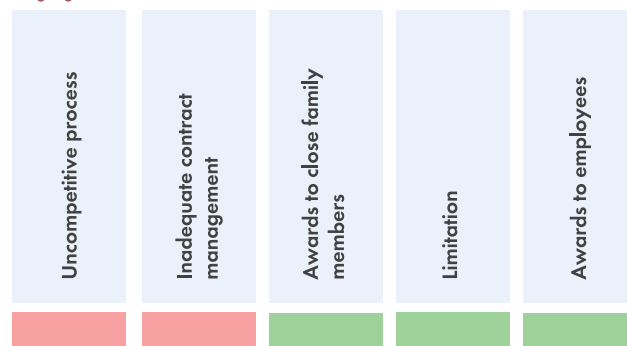 Uncompetitive process
Inadequate contract
management
Awards to close family
members
Limitation
Awards to employees